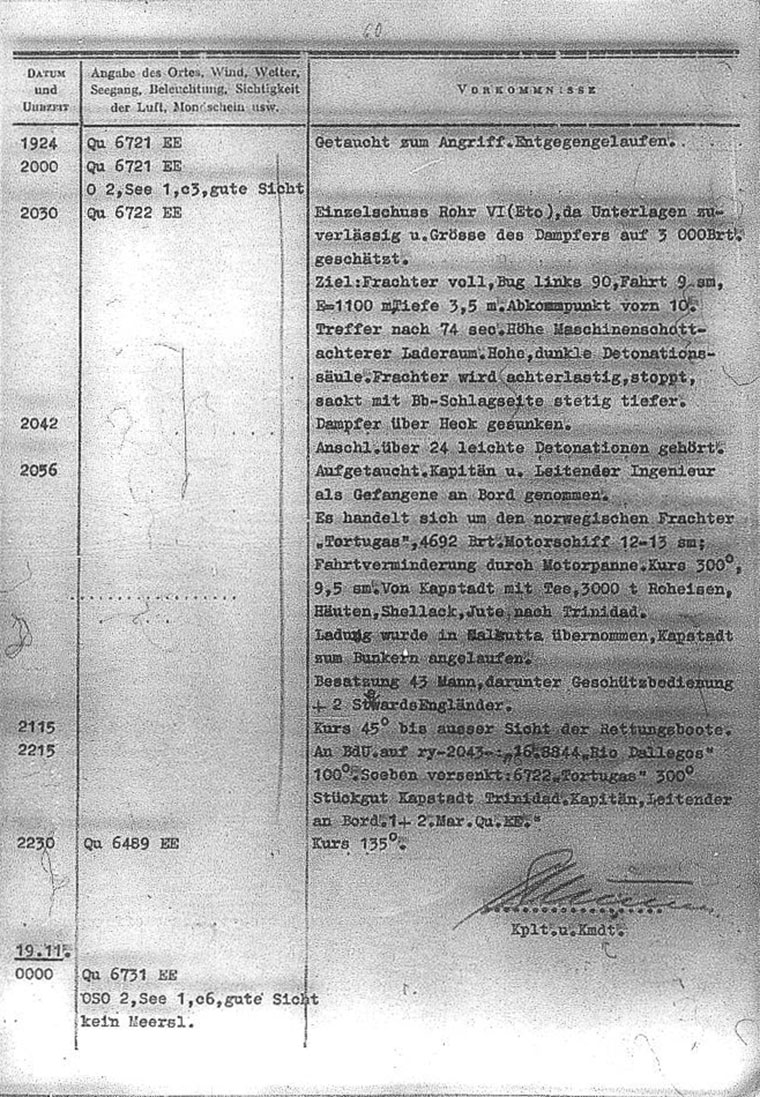 60
DATUM
und
UHRZEIT
Angabe des Ortes, Wind, Wetter,
Seegang, Beleuchtung, Sichtigkeit
der Luft, Mondschein usw.
VORKOMMNISSE
1924 Qu 6721 EE Getaucht zum Angriff.Entgegengelaufen.
2000 Qu 6721 EE
O 2,See 1,c3,gute Sicht
2030 Qu 6722 EE Einzelschuss Rohr VI(Eto),da Unterlagen zu-
verlässig u.Grösse des Dampfers auf 3 000Brt.
geschätzt.
Ziel:Frachter voll,Bug links 90,Fahrt 9 sm,
E=1100 m,Tiefe 3,5 m.Abkommpunkt vorn 10.
Treffer nach 74 sec.Höhe Maschinenschott-
achterer Laderaum.Hohe,dunkle Detonations-
säule.Frachter wird achterlastig,stoppt,
sackt mit Bb-Schlagseite stetig tiefer.
2042 Dampfer über Heck gesunken.
Anschl.über 24 leichte Detonationen gehört.
2056 Aufgetaucht.Kapitän u. Leitender Ingenieur
als Gefangene an Bord genommen.
Es handelt sich um den norwegischen Frachter
„Tortugas",4692 Brt.Motorschiff 12-13 sm;
Fahrtverminderung durch Motorpanne.Kurs 300°,
9,5 sm.Von Kapstadt mit Tee,3000 t Roheisen,
Häuten,Shellack,Jute nach Trinidad.
Ladung wurde in Kalkutta übernommen,Kapstadt
zum Bunkern angelaufen.
Besatzung 43 Mann,darunter Geschützbedienung
+ 2 StewardsEngländer.
2115 Kurs 45° bis ausser Sicht der Rettungsboote.
2215 An BdU.auf ry-2043-:„16.8844„Rio Dallegos"
100°.Soeben versenkt:6722„Tortugas" 300°
Stückgut Kapstadt Trinidad.Kapitän,Leitender
an Bord.1+ 2.Mar.Qu.EE."
2230 Qu 6489 EE Kurs 135°.
Kplt.u.Kmdt.
19.11.
0000 Qu 6731 EE
OSO 2,See 1,c6,gute Sicht
kein Meersl.